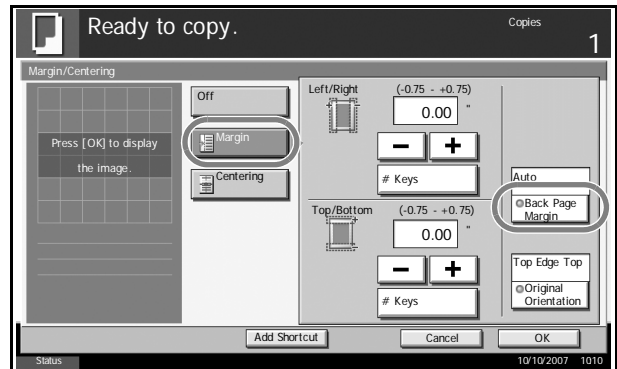 Ready to copy.
Copies
1
Margin/Centering
Press [OK] to display
the image.
Off
Margin
Centering
Left/Right
(-0.75 - +0.75)
0.00 "
# Keys
Top/Bottom
(-0.75 - +0.75)
0.00 "
# Keys
Auto
Back Page
Margin
Top Edge Top
Original
Orientation
Add Shortcut
Cancel
OK
Status
10/10/2007 1010